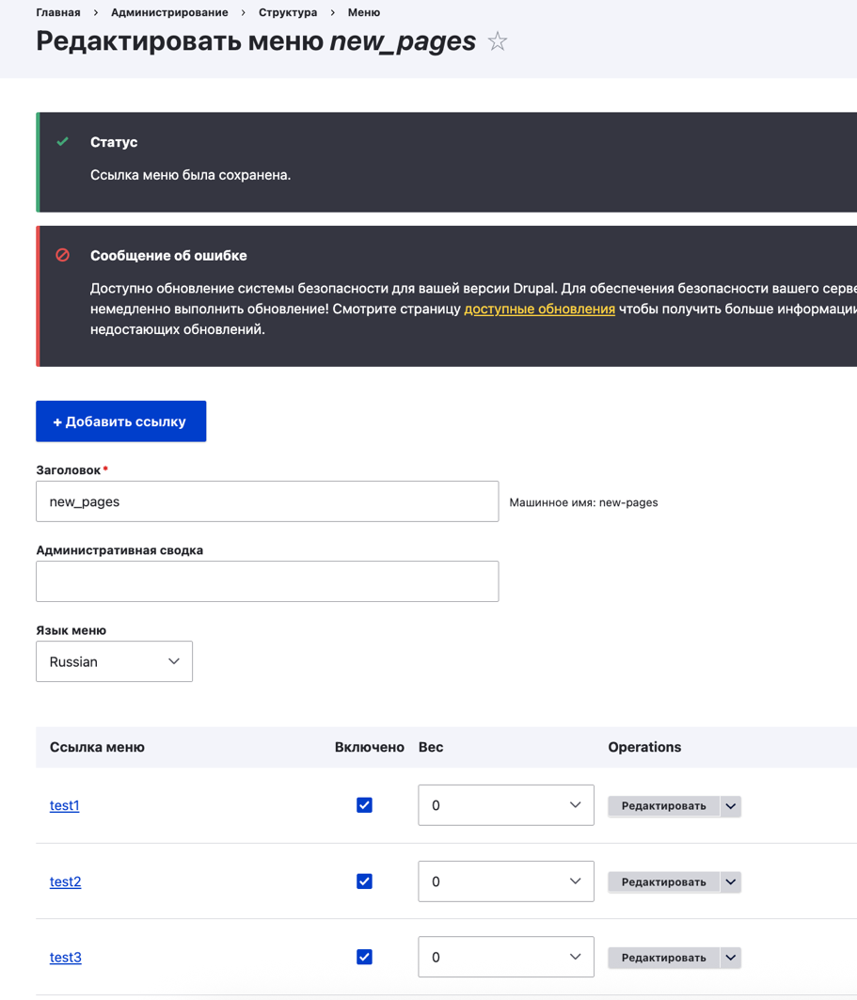 Главная > Администрирование > Структура > Меню
Редактировать меню new_pages
Статус
Ссылка меню была сохранена.
Сообщение об ошибке
Доступно обновление системы безопасности для вашей версии Drupal. Для обеспечения безопасности вашего серве
немедленно выполнить обновление! Смотрите страницу доступные обновления чтобы получить больше информации
недостающих обновлений.
+ Добавить ссылку
Заголовок*
new_pages
Машинное имя: new-pages
Административная сводка
Язык меню
Russian
Ссылка меню Включено Вес Operations
test1 0 Редактировать
test2 0 Редактировать
test3 0 Редактировать